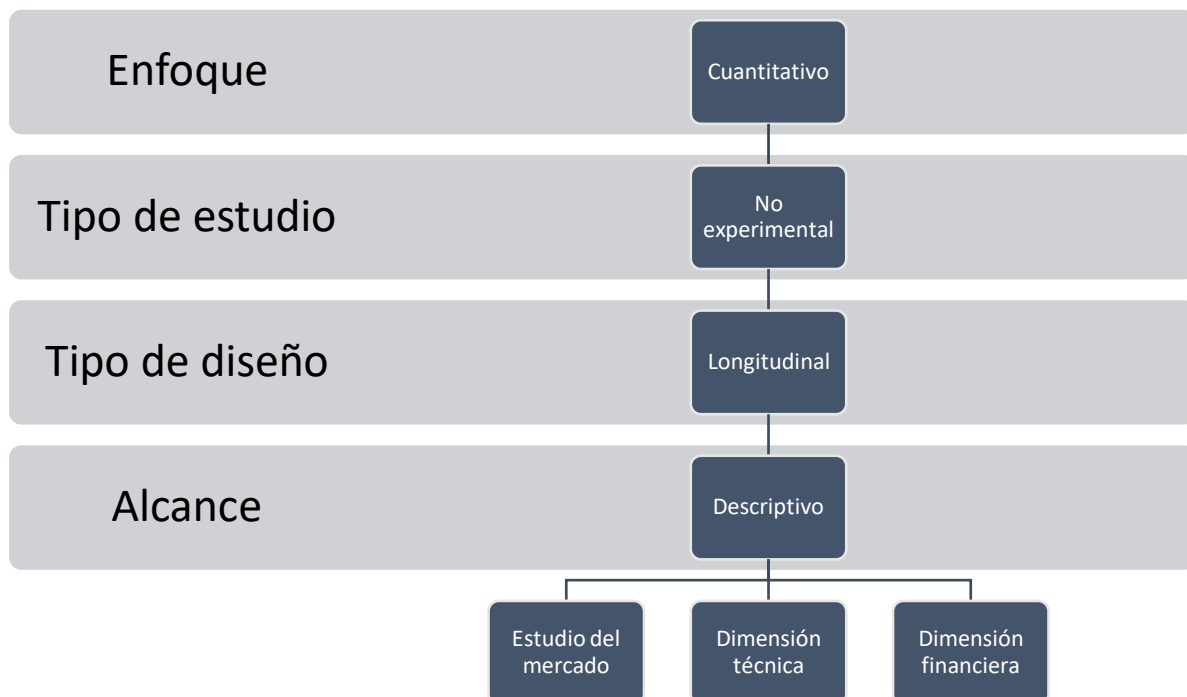 Enfoque
Cuantitativo
Tipo de estudio
No
experimental
Tipo de diseño
Longitudinal
Alcance
Descriptivo
Estudio del
mercado
Dimensión
técnica
Dimensión
financiera